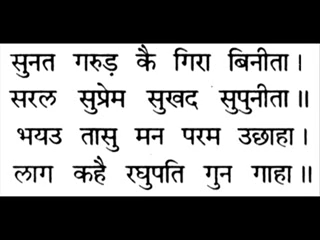 सुनत गरुड़ कै गिरा बिनीता।
सरल सुप्रेम सुखद सुपुनीता॥
भयउ तासु मन परम उछाहा।
लाग कहै रघुपति गुन गाहा॥